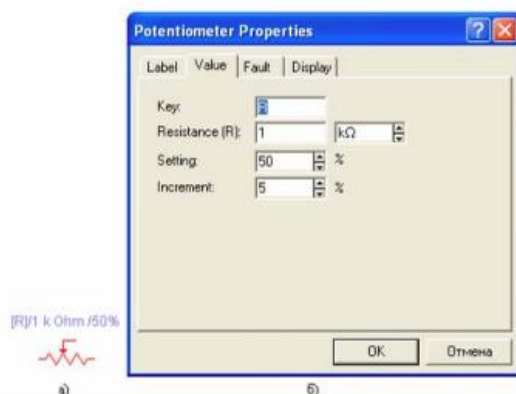 Potentiometer Properties
Label Value Fault Display
Key: R
Resistance (R): 1 kΩ
Setting: 50 %
Increment: 5 %
[R]/1 k Ohm /50%
OK Отмена
а) б)